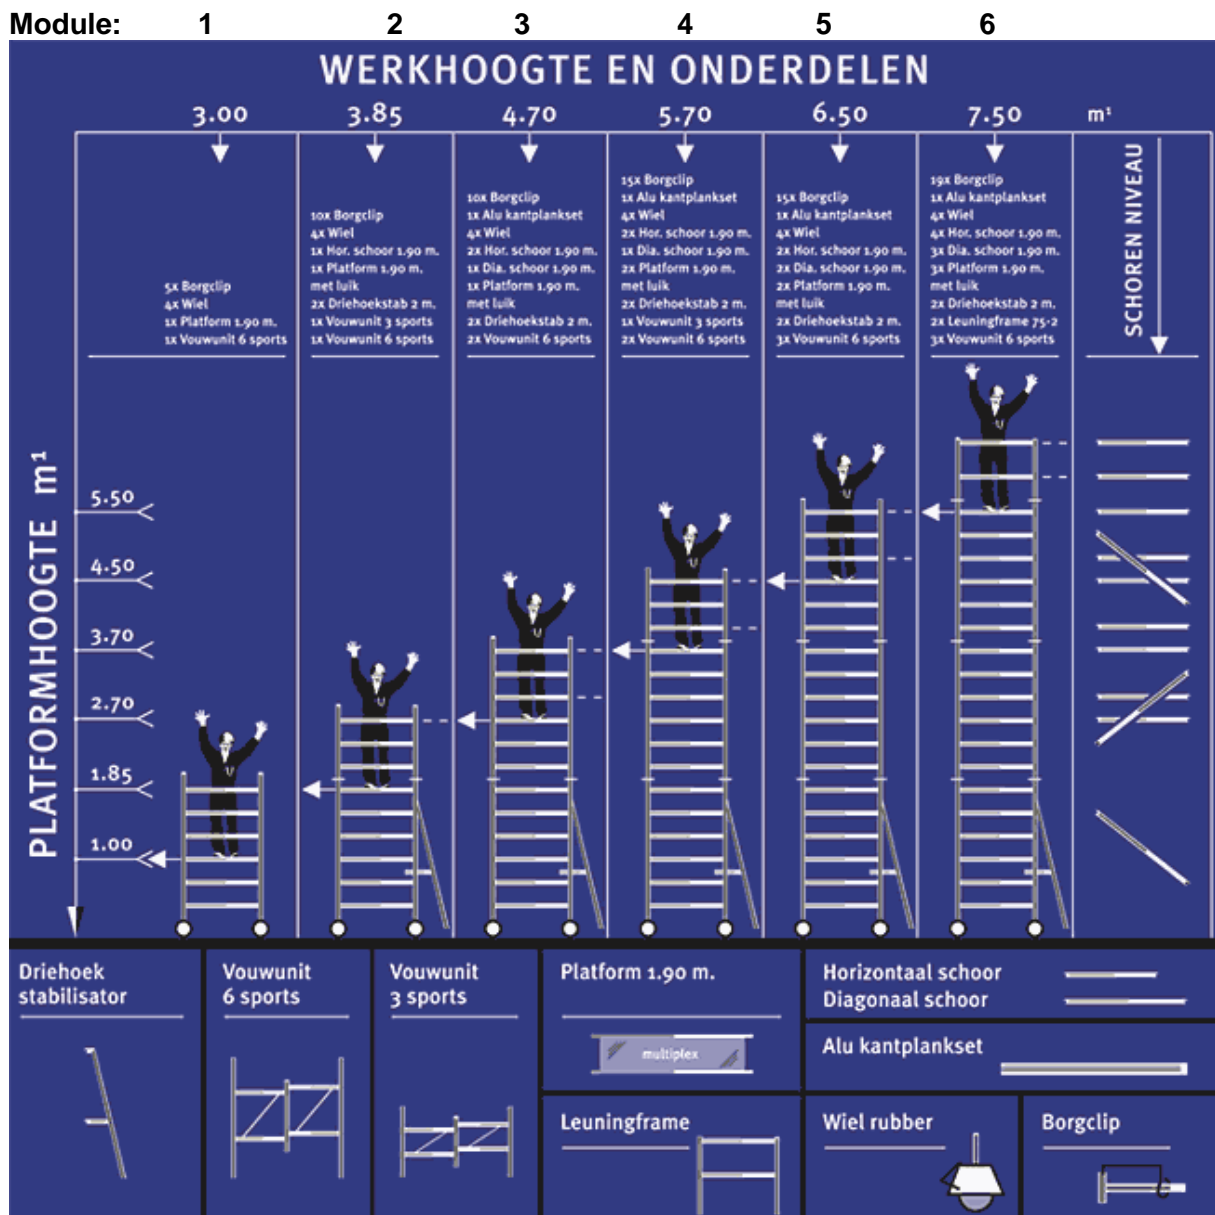 Module: 1 2 3 4 5 6
WERKHOOGTE EN ONDERDELEN
3.00 3.85 4.70 5.70 6.50 7.50 m¹
5x Borgclip
4x Wiel
1x Platform 1.90 m.
1x Vouwunit 6 sports
10x Borgclip
4x Wiel
1x Hor. schoor 1.90 m.
1x Platform 1.90 m.
met luik
2x Driehoekstab 2 m.
1x Vouwunit 3 sports
1x Vouwunit 6 sports
10x Borgclip
1x Alu kantplankset
4x Wiel
2x Hor. schoor 1.90 m.
1x Dia. schoor 1.90 m.
1x Platform 1.90 m.
met luik
2x Driehoekstab 2 m.
2x Vouwunit 6 sports
15x Borgclip
1x Alu kantplankset
4x Wiel
2x Hor. schoor 1.90 m.
1x Dia. schoor 1.90 m.
2x Platform 1.90 m.
met luik
2x Driehoekstab 2 m.
1x Vouwunit 3 sports
2x Vouwunit 6 sports
15x Borgclip
1x Alu kantplankset
4x Wiel
2x Hor. schoor 1.90 m.
2x Dia. schoor 1.90 m.
2x Platform 1.90 m.
met luik
2x Driehoekstab 2 m.
3x Vouwunit 6 sports
19x Borgclip
1x Alu kantplankset
4x Wiel
4x Hor. schoor 1.90 m.
3x Dia. schoor 1.90 m.
3x Platform 1.90 m.
met luik
2x Driehoekstab 2 m.
2x Leuningframe 75-2
3x Vouwunit 6 sports
SCHOREN NIVEAU
PLATFORMHOOGTE m¹
5.50
4.50
3.70
2.70
1.85
1.00
Driehoek
stabilisator
Vouwunit
6 sports
Vouwunit
3 sports
Platform 1.90 m.
multiplex
Leuningframe
Horizontaal schoor
Diagonaal schoor
Alu kantplankset
Wiel rubber
Borgclip